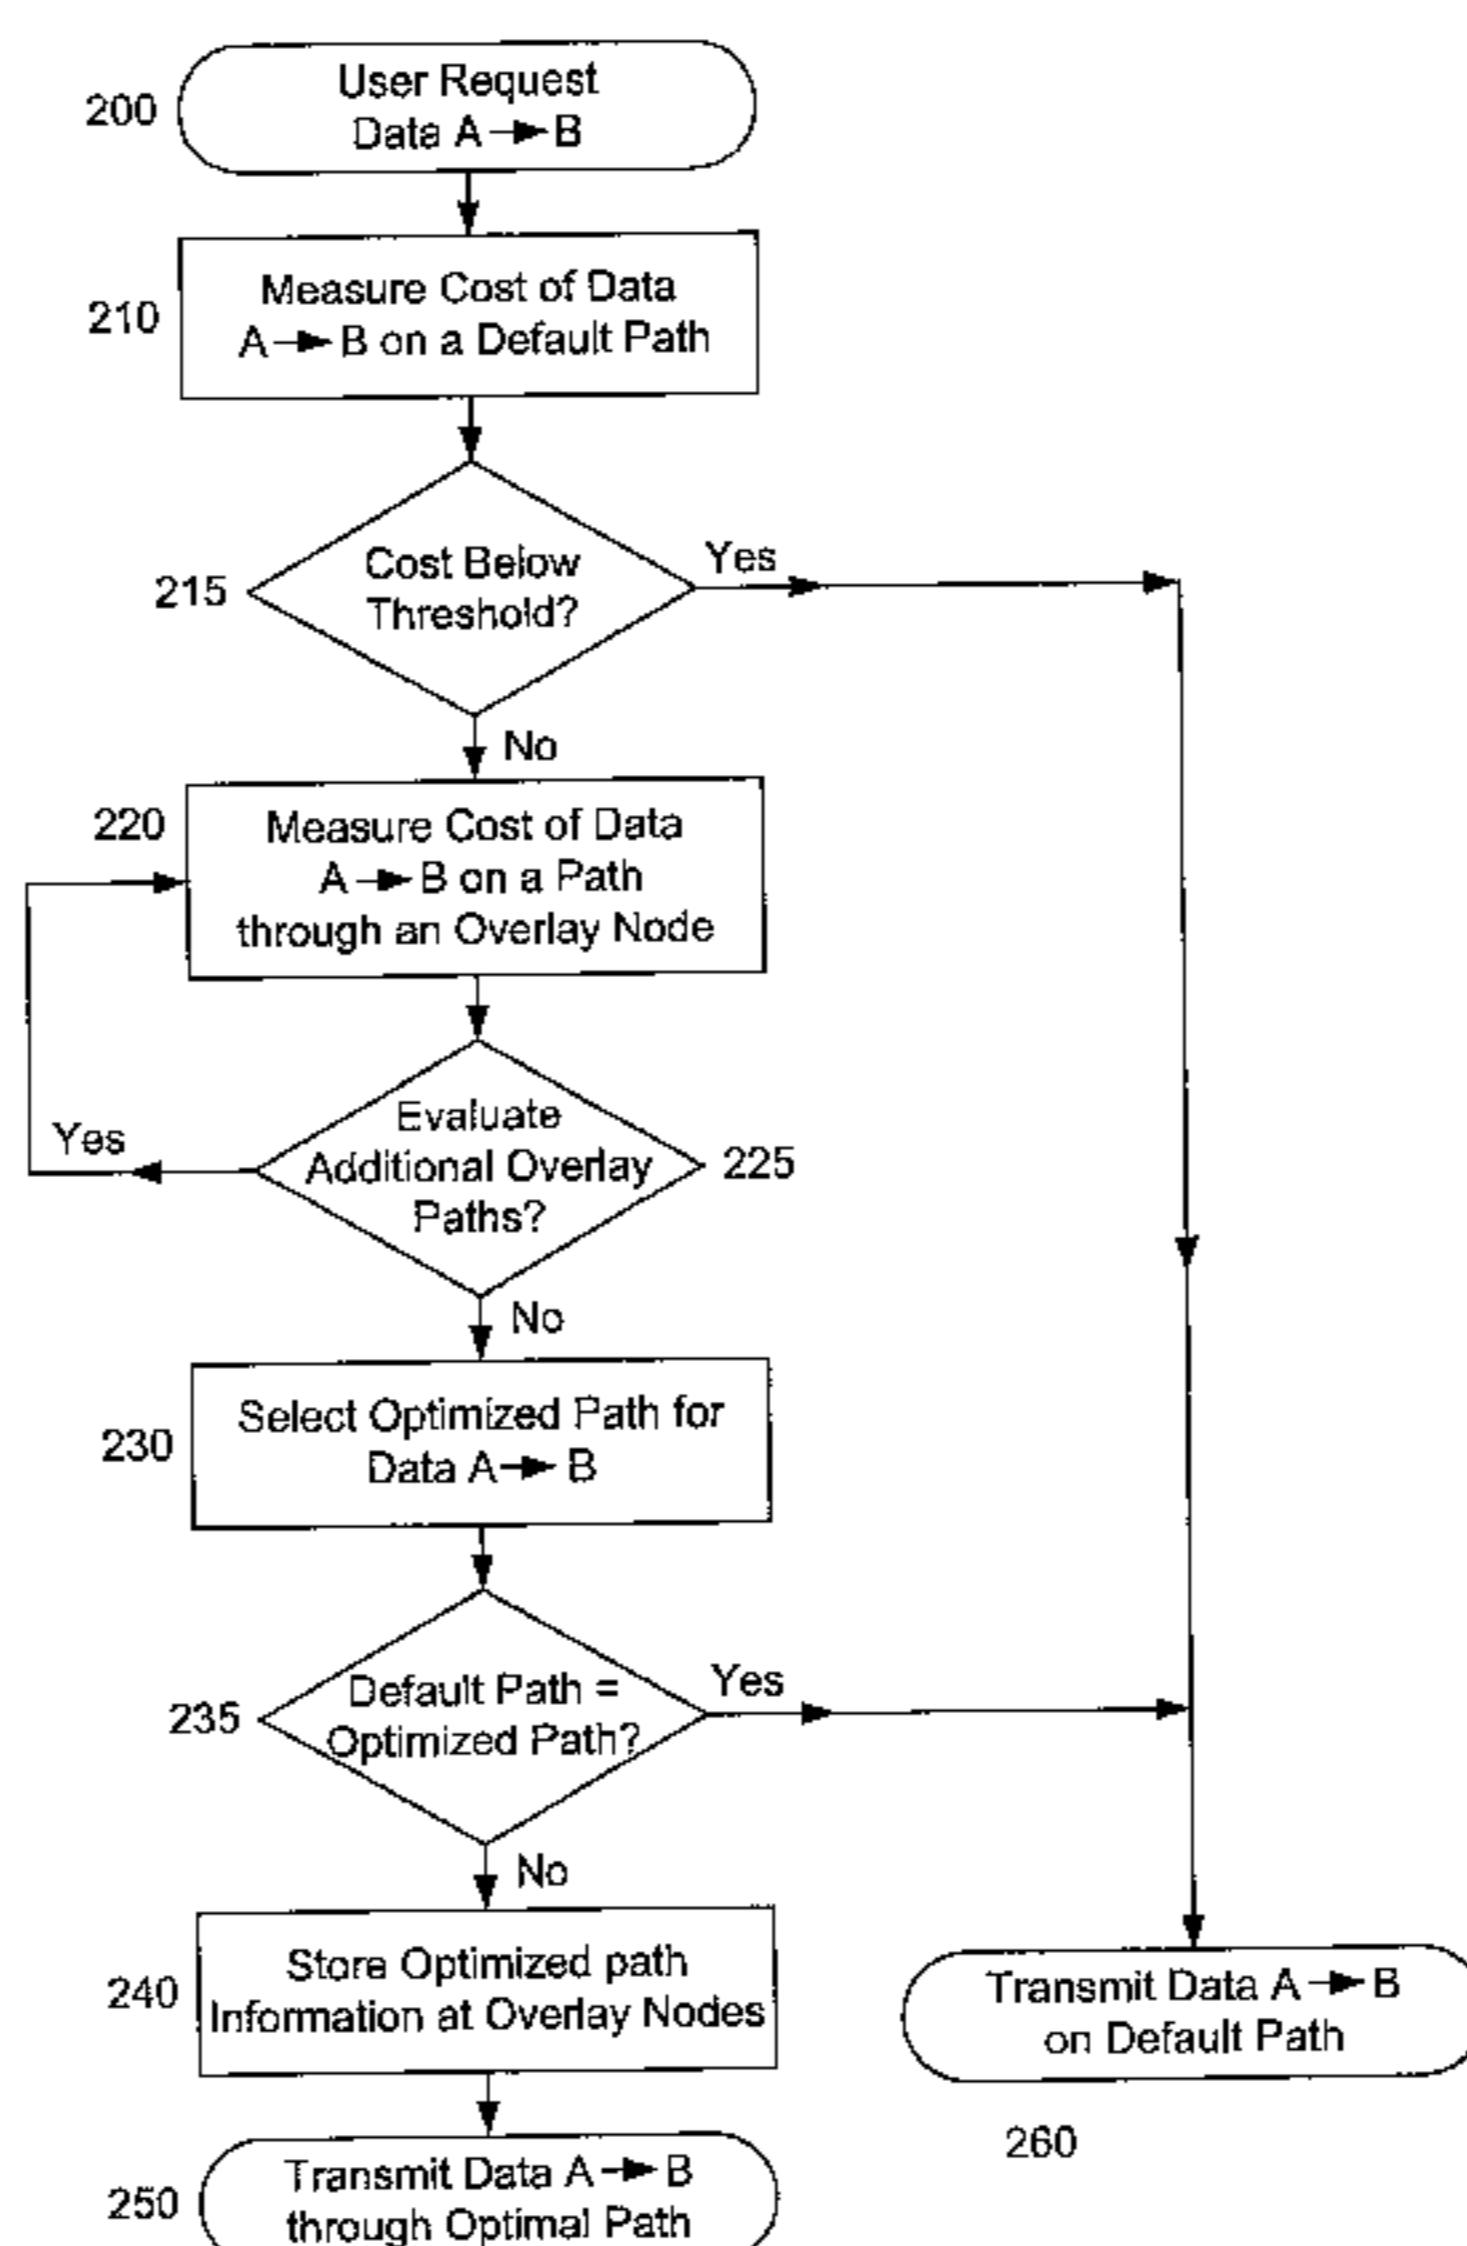 200
User Request
Data A → B
210
Measure Cost of Data
A → B on a Default Path
215
Cost Below
Threshold?
Yes
No
220
Measure Cost of Data
A → B on a Path
through an Overlay Node
Yes
Evaluate
Additional Overlay
Paths?
225
No
230
Select Optimized Path for
Data A → B
235
Default Path =
Optimized Path?
Yes
No
240
Store Optimized path
Information at Overlay Nodes
Transmit Data A → B
on Default Path
260
250
Transmit Data A → B
through Optimal Path